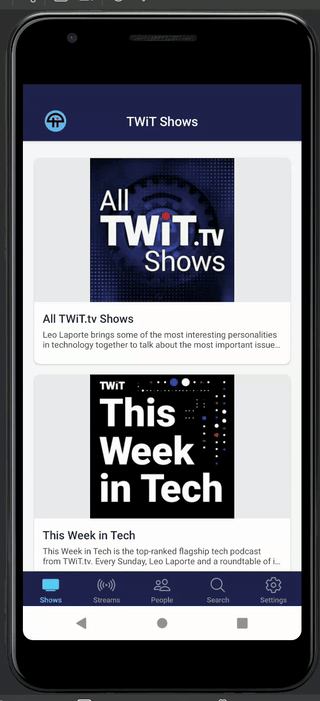 TWiT Shows
All
TWiT.tv
Shows
All TWiT.tv Shows
Leo Laporte brings some of the most interesting personalities
in technology together to talk about the most important issue...
TWiT
This
Week
in Tech
This Week in Tech
This Week in Tech is the top-ranked flagship tech podcast
from TWiT.tv. Every Sunday, Leo Laporte and a roundtable of i...
Shows Streams People Search Settings